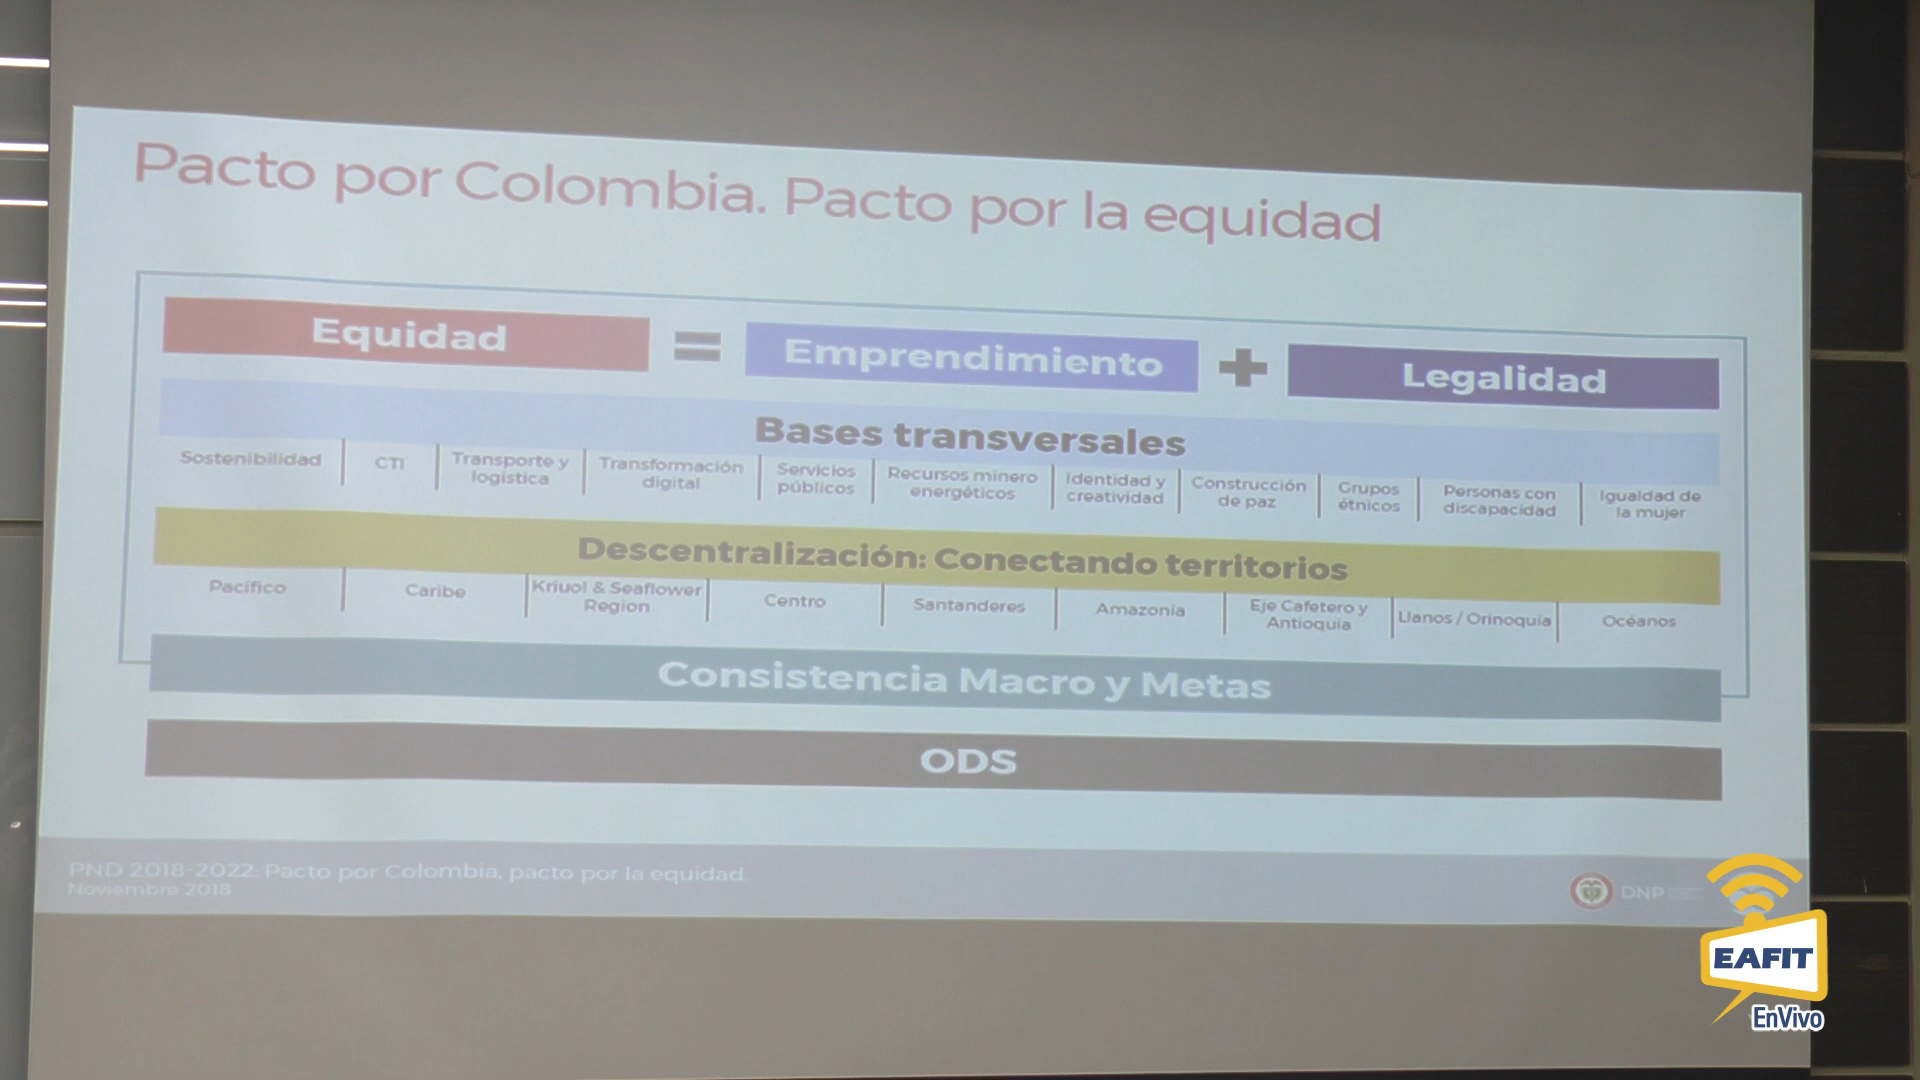 Pacto por Colombia. Pacto por la equidad
Equidad = Emprendimiento + Legalidad
Bases transversales
Sostenibilidad
CTI
Transporte y
logística
Transformación
digital
Servicios
públicos
Recursos minero
energéticos
Identidad y
creatividad
Construcción
de paz
Grupos
étnicos
Personas con
discapacidad
Igualdad de
la mujer
Descentralización: Conectando territorios
Pacífico
Caribe
Kriuol & Seaflower
Region
Centro
Santanderes
Amazonía
Eje Cafetero y
Antioquia
Llanos / Orinoquía
Océanos
Consistencia Macro y Metas
ODS
PND 2018-2022: Pacto por Colombia, pacto por la equidad.
Noviembre 2018
DNP
EAFIT
EnVivo